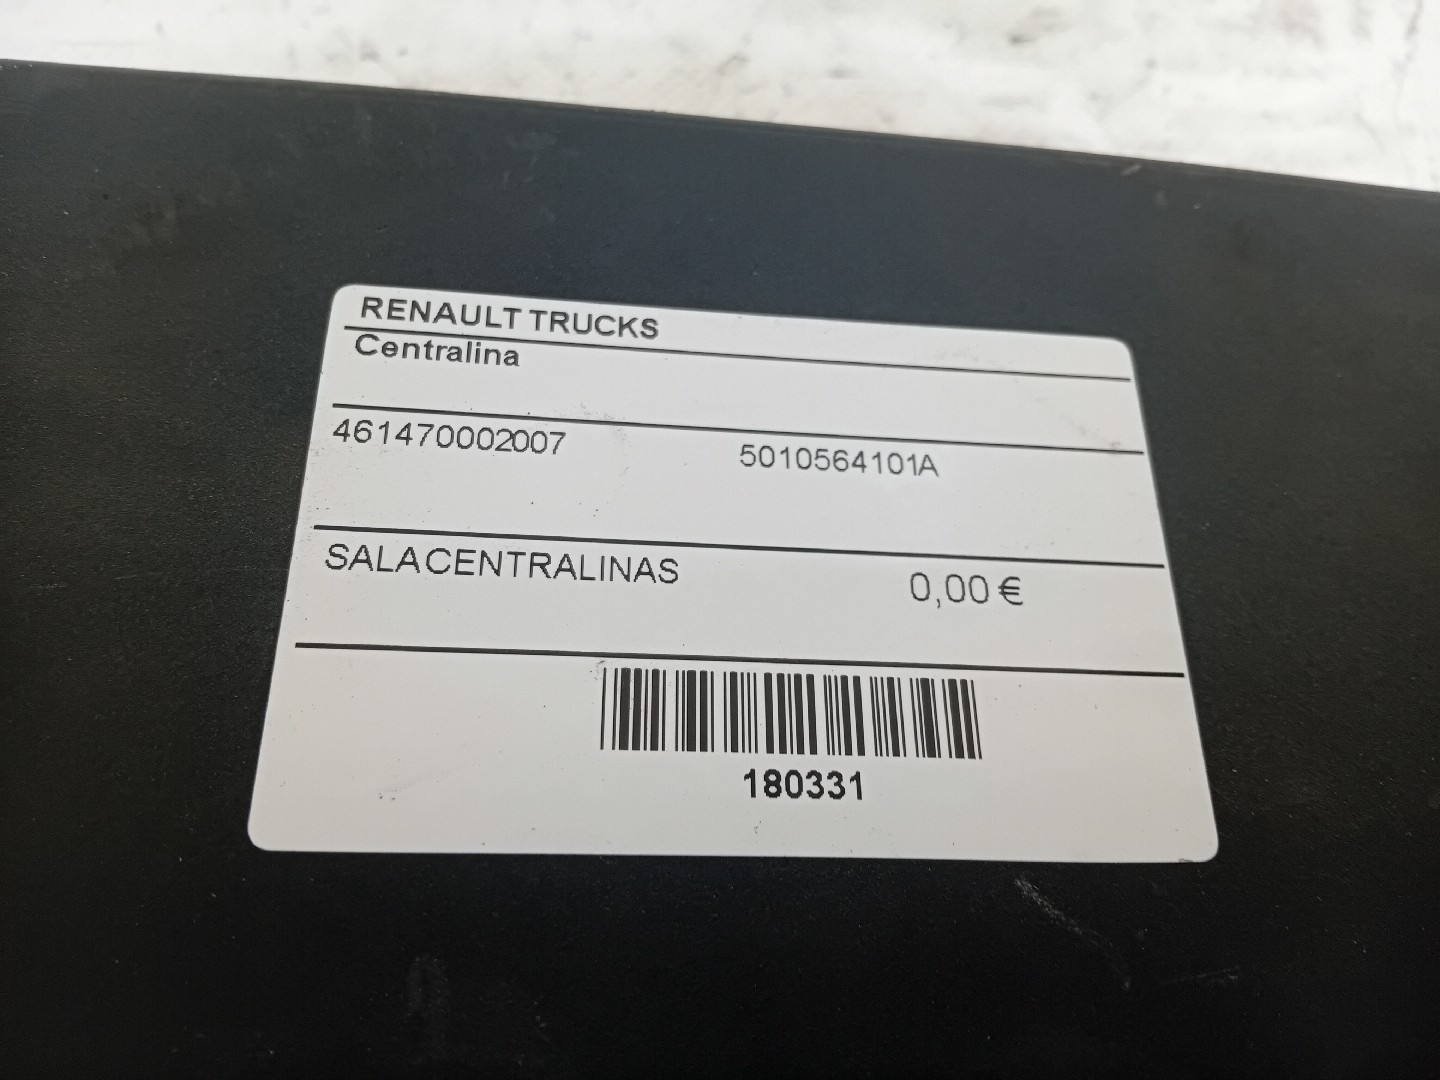 RENAULT TRUCKS
Centralina
461470002007 5010564101A
SALACENTRALINAS 0,00 €
180331